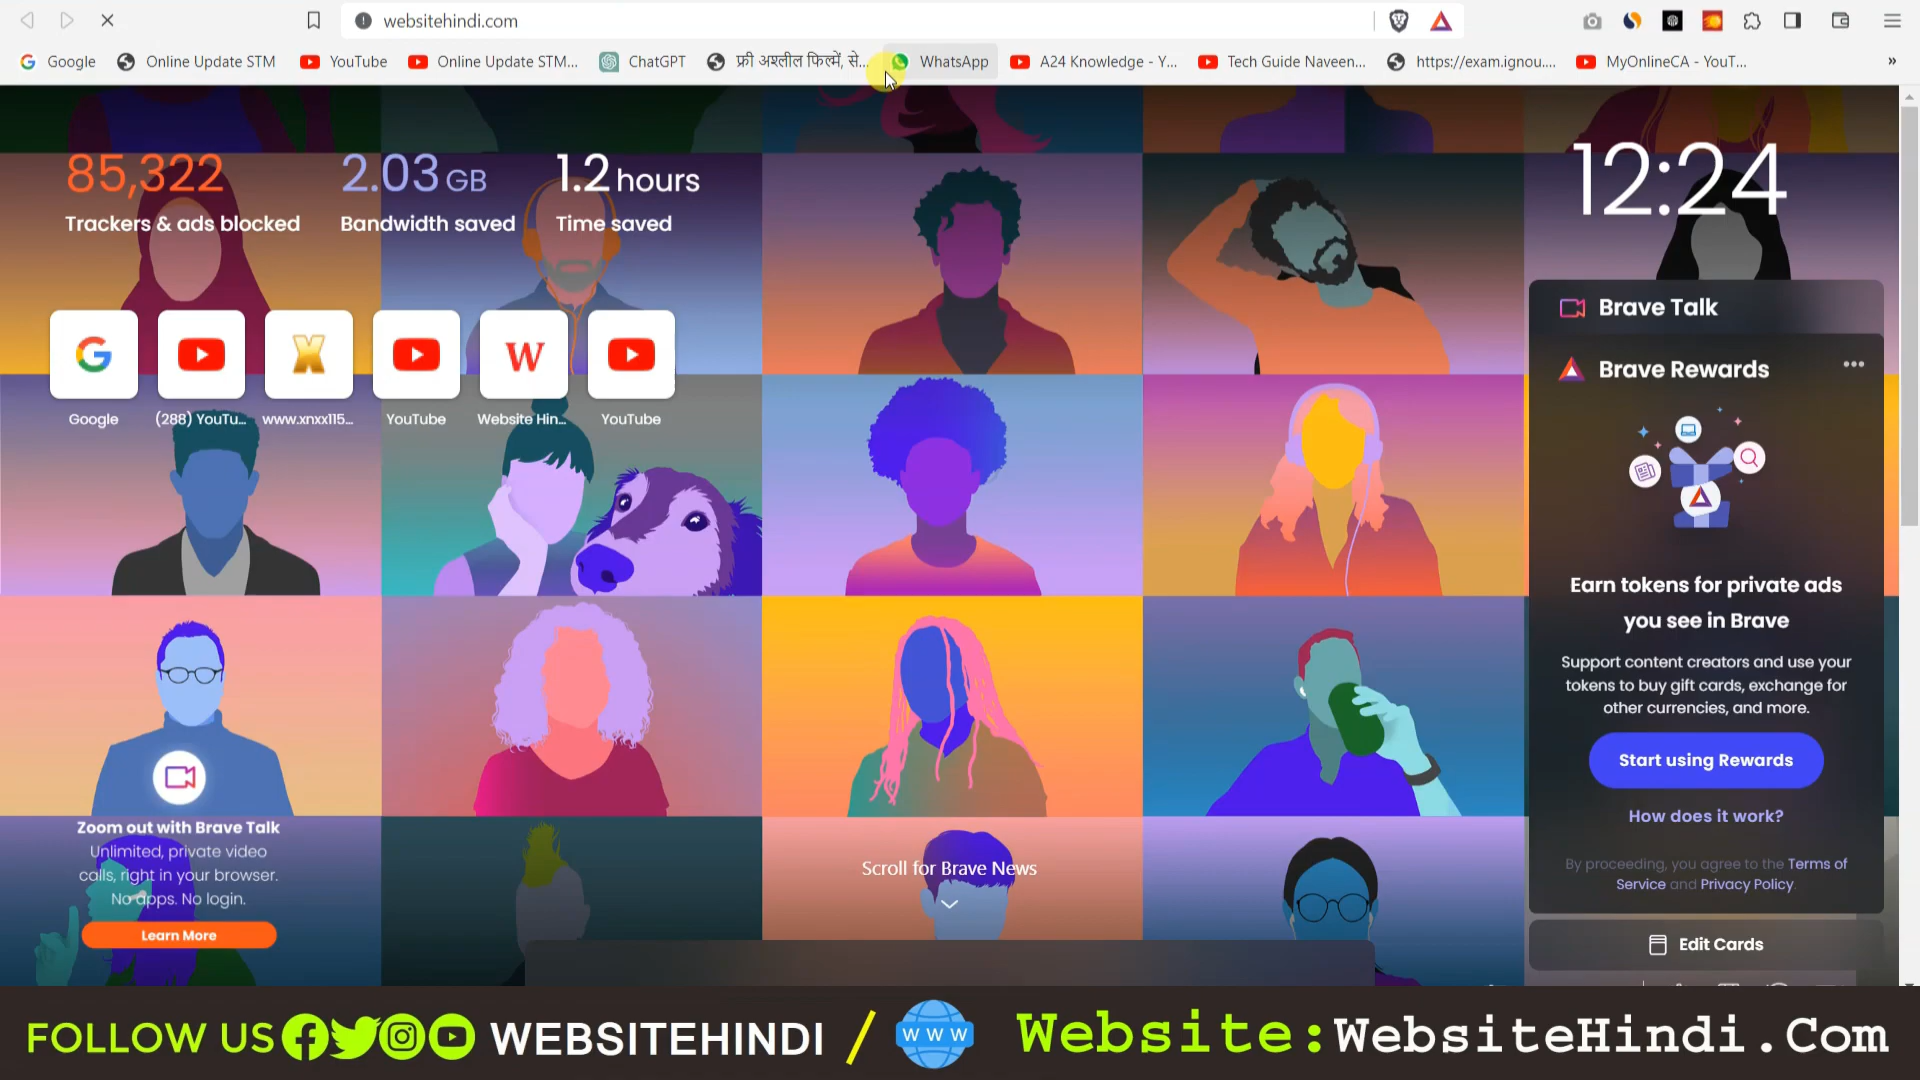 websitehindi.com
Google
Online Update STM
YouTube
Online Update STM...
ChatGPT
फ्री अश्लील फिल्में, से...
WhatsApp
A24 Knowledge - Y...
Tech Guide Naveen...
https://exam.ignou....
MyOnlineCA - YouT...
»
85,322
Trackers & ads blocked
2.03 GB
Bandwidth saved
1.2 hours
Time saved
12:24
Google
(288) YouTu...
www.xnxx115...
YouTube
W
Website Hin...
YouTube
Brave Talk
Brave Rewards
Earn tokens for private ads
you see in Brave
Support content creators and use your
tokens to buy gift cards, exchange for
other currencies, and more.
Start using Rewards
How does it work?
By proceeding, you agree to the Terms of
Service and Privacy Policy.
Edit Cards
Zoom out with Brave Talk
Unlimited, private video
calls, right in your browser.
No apps. No login.
Learn More
Scroll for Brave News
FOLLOW US WEBSITEHINDI / WWW Website:WebsiteHindi.Com